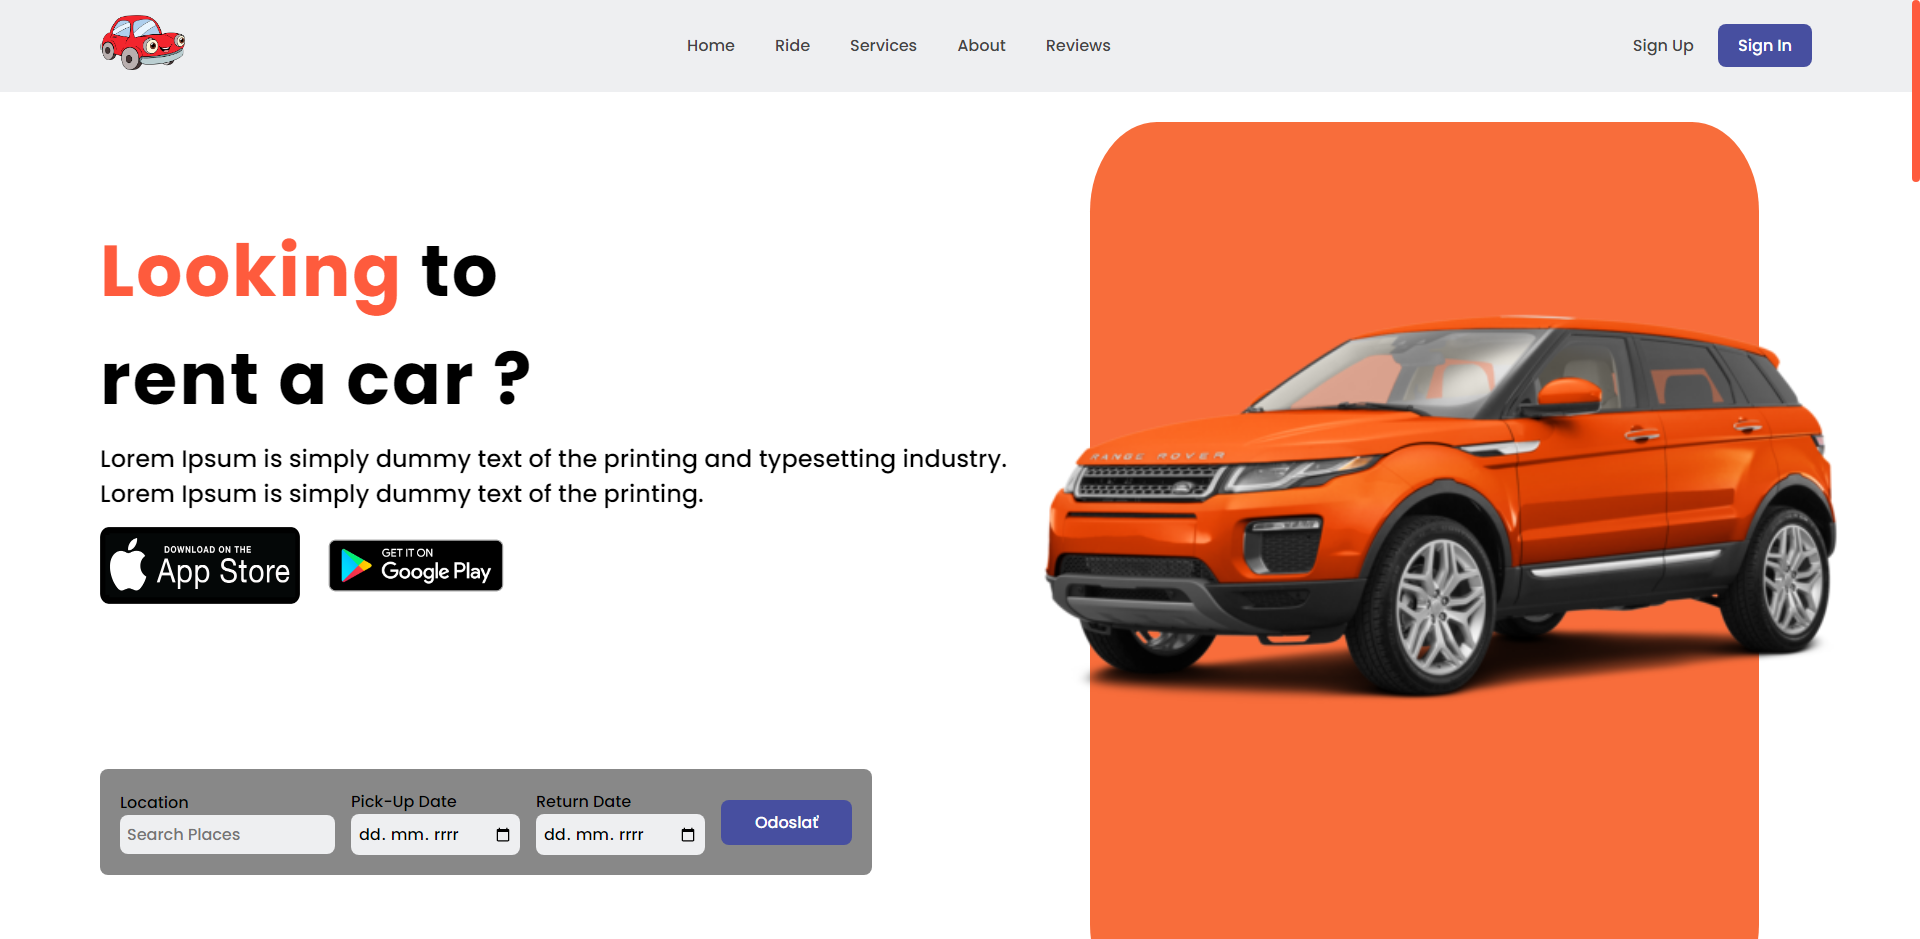 Home Ride Services About Reviews Sign Up Sign In
Looking to
rent a car ?
Lorem Ipsum is simply dummy text of the printing and typesetting industry.
Lorem Ipsum is simply dummy text of the printing.
DOWNLOAD ON THE
App Store
GET IT ON
Google Play
RANGE ROVER
Location
Search Places
Pick-Up Date
dd. mm. rrrr
Return Date
dd. mm. rrrr
Odoslať